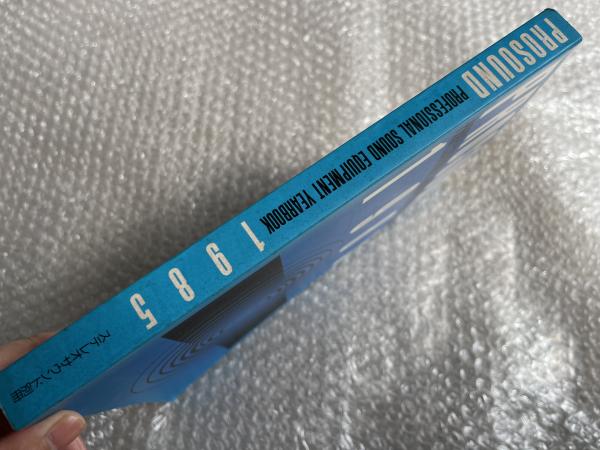 PROSOUND
PROFESSIONAL SOUND EQUIPMENT YEARBOOK
1985
ステレオサウンド別冊